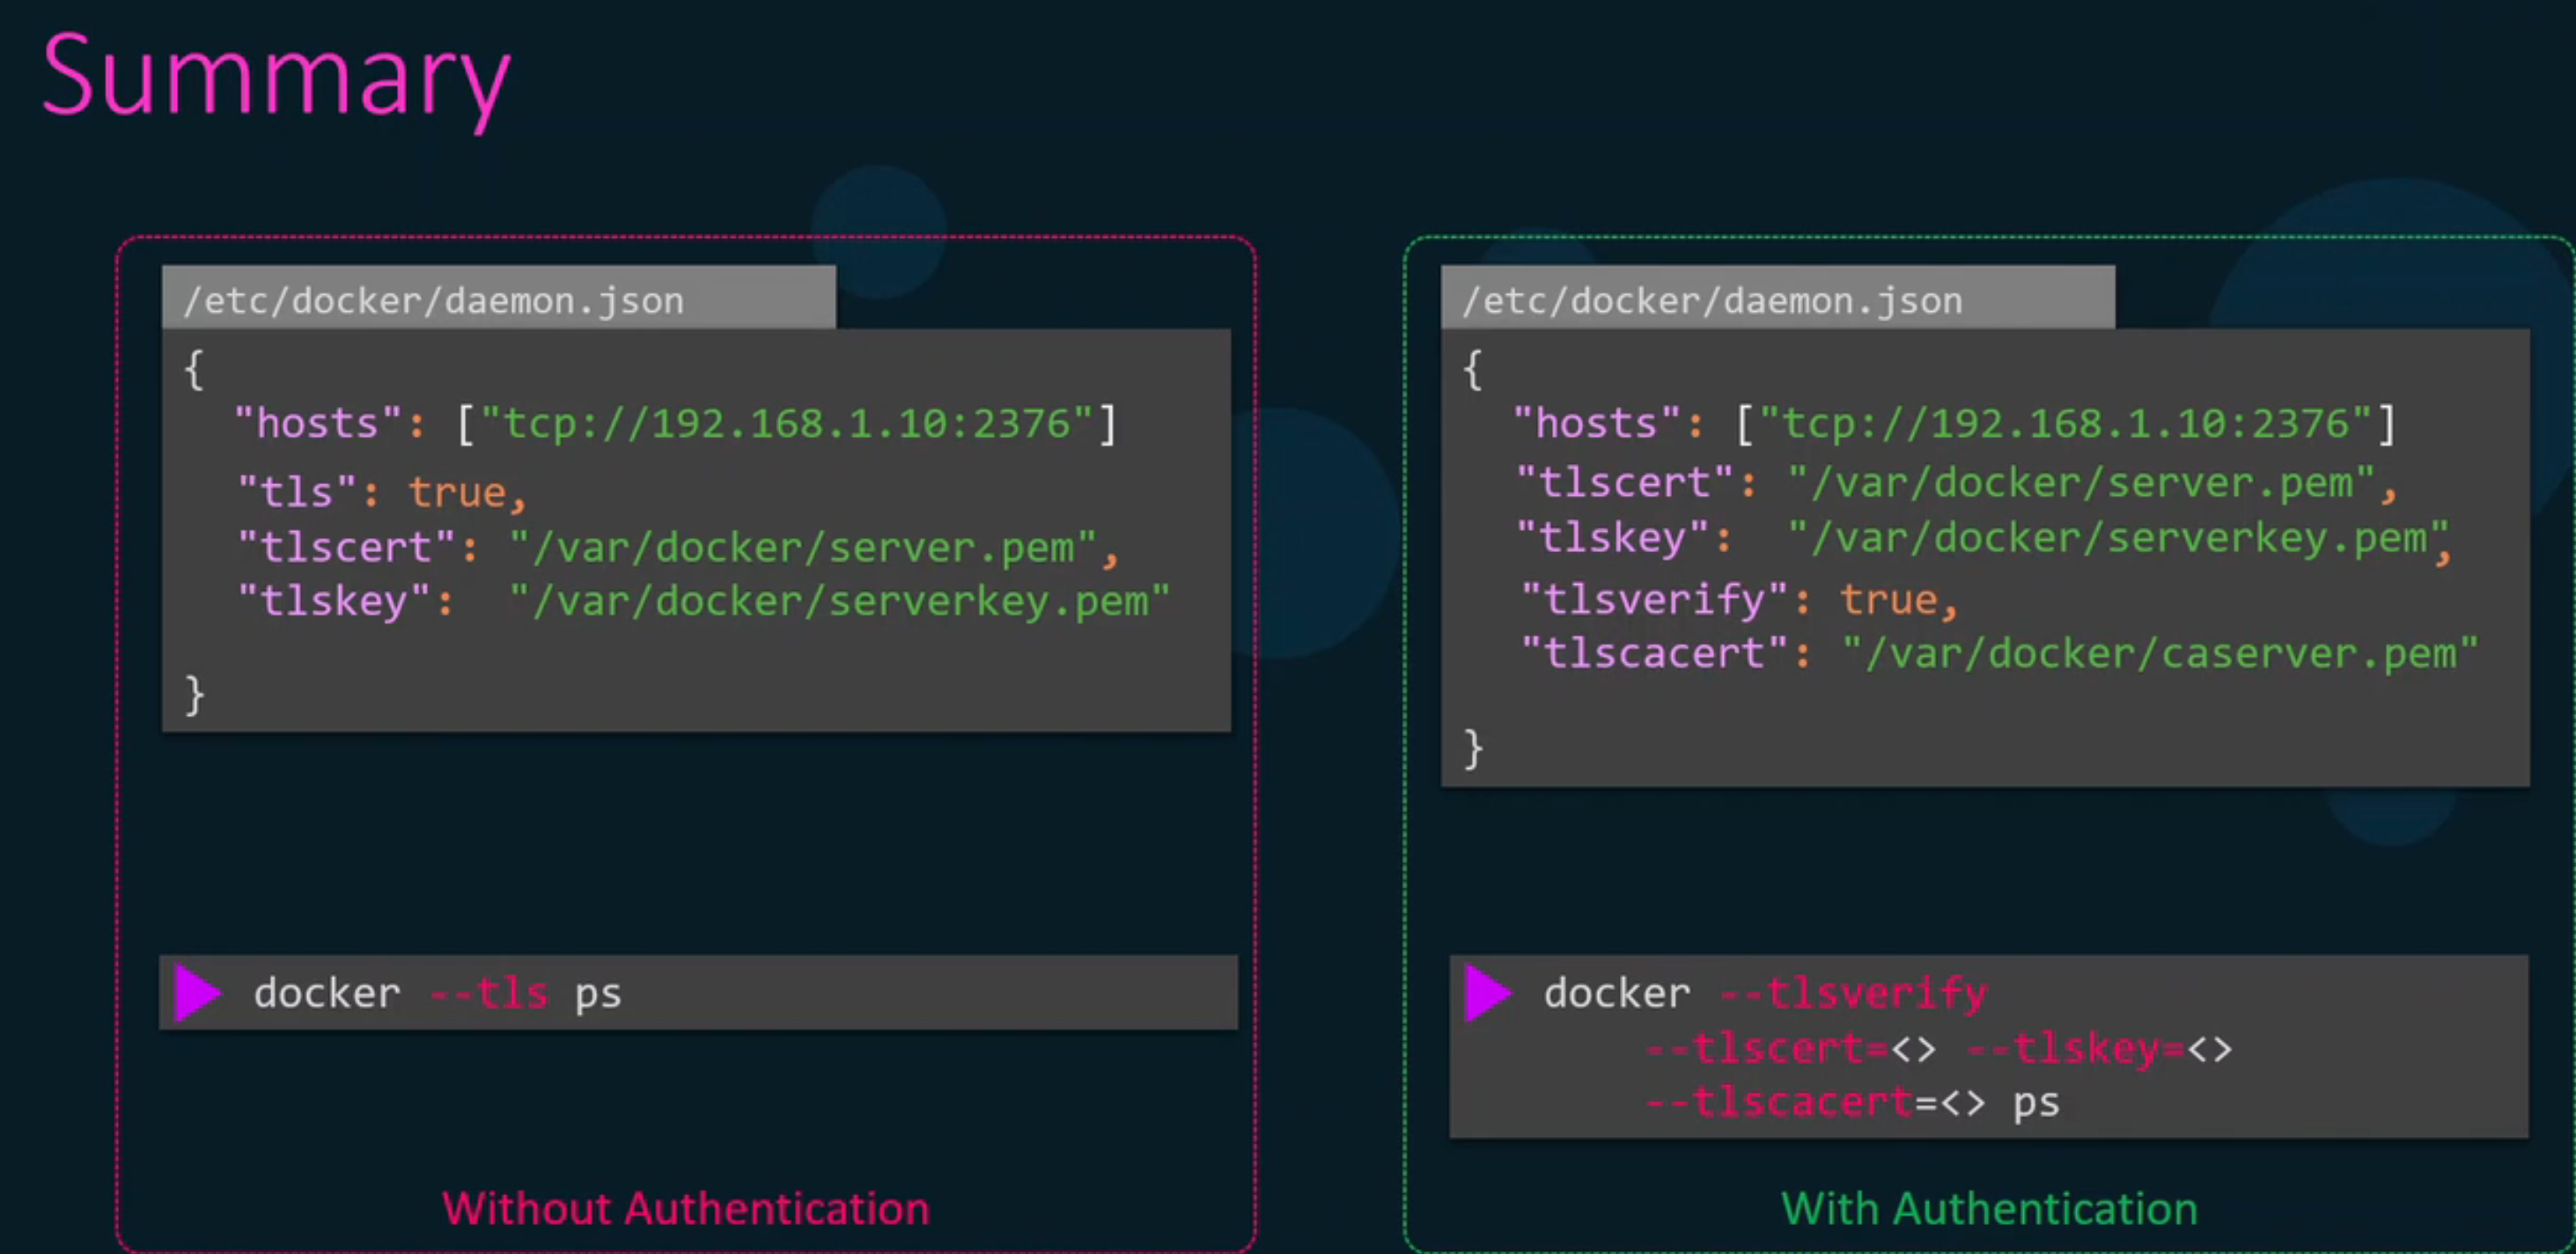 Summary
/etc/docker/daemon.json
{
"hosts": ["tcp://192.168.1.10:2376"]
"tls": true,
"tlscert": "/var/docker/server.pem",
"tlskey": "/var/docker/serverkey.pem"
}
docker --tls ps
Without Authentication
/etc/docker/daemon.json
{
"hosts": ["tcp://192.168.1.10:2376"]
"tlscert": "/var/docker/server.pem",
"tlskey": "/var/docker/serverkey.pem",
"tlsverify": true,
"tlscacert": "/var/docker/caserver.pem"
}
docker --tlsverify
--tlscert=<> --tlskey=<>
--tlscacert=<> ps
With Authentication